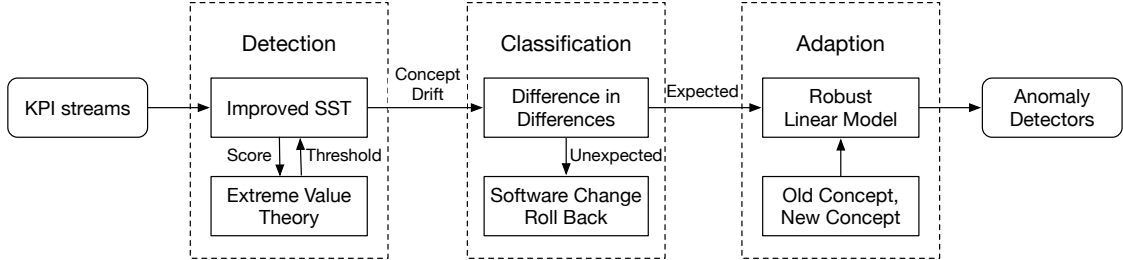 Detection
Classification
Adaption
KPI streams
Improved SST
Concept
Drift
Difference in
Differences
Expected
Robust
Linear Model
Anomaly
Detectors
Score
Threshold
Unexpected
Extreme Value
Theory
Software Change
Roll Back
Old Concept,
New Concept